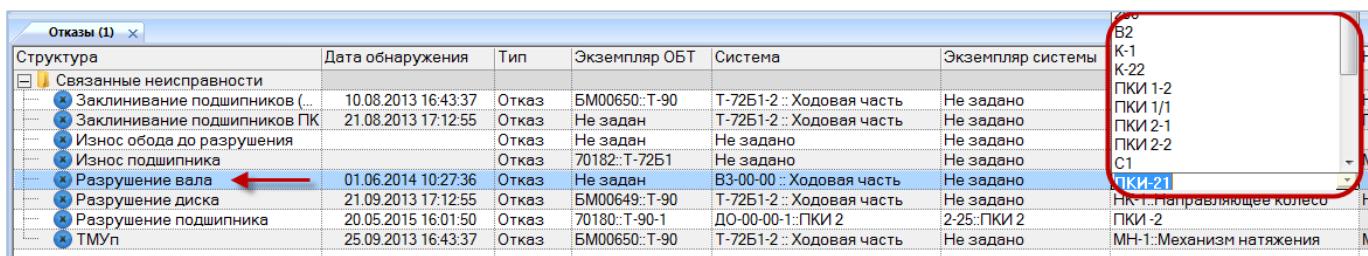 Отказы (1)
Структура Дата обнаружения Тип Экземпляр ОБТ Система Экземпляр системы
Связанные неисправности
Заклинивание подшипников (... 10.08.2013 16:43:37 Отказ БМ00650::Т-90 Т-72Б1-2 :: Ходовая часть Не задано
Заклинивание подшипников ПК 21.08.2013 17:12:55 Отказ Не задан Т-72Б1-2 :: Ходовая часть Не задано
Износ обода до разрушения Отказ Не задан Не задано Не задано
Износ подшипника Отказ 70182::Т-72Б1 Не задано Не задано
Разрушение вала 01.06.2014 10:27:36 Отказ Не задан В3-00-00 :: Ходовая часть Не задано ПКИ-21
Разрушение диска 21.09.2013 17:12:55 Отказ БМ00649::Т-90 Т-72Б1-2 :: Ходовая часть Не задано НК-1::Направляющее колесо
Разрушение подшипника 20.05.2015 16:01:50 Отказ 70180::Т-90-1 ДО-00-00-1::ПКИ 2 2-25::ПКИ 2 ПКИ -2
ТМУп 25.09.2013 16:43:37 Отказ БМ00650::Т-90 Т-72Б1-2 :: Ходовая часть Не задано МН-1::Механизм натяжения
В2
К-1
К-22
ПКИ 1-2
ПКИ 1/1
ПКИ 2-1
ПКИ 2-2
С1